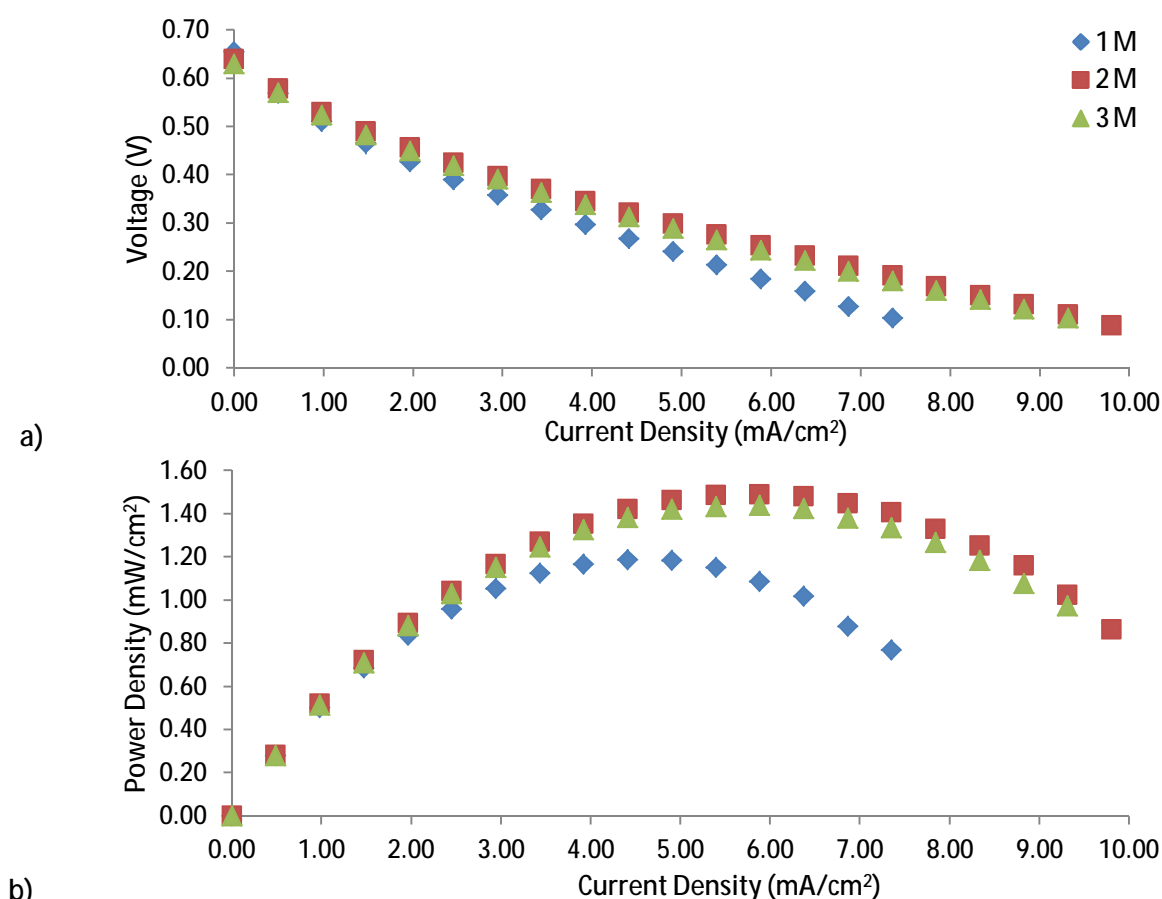 0.70
0.60
0.50
0.40
0.30
0.20
0.10
0.00
Voltage (V)
1 M
2 M
3 M
0.00 1.00 2.00 3.00 4.00 5.00 6.00 7.00 8.00 9.00 10.00
Current Density (mA/cm²)
a)
1.60
1.40
1.20
1.00
0.80
0.60
0.40
0.20
0.00
Power Density (mW/cm²)
0.00 1.00 2.00 3.00 4.00 5.00 6.00 7.00 8.00 9.00 10.00
Current Density (mA/cm²)
b)